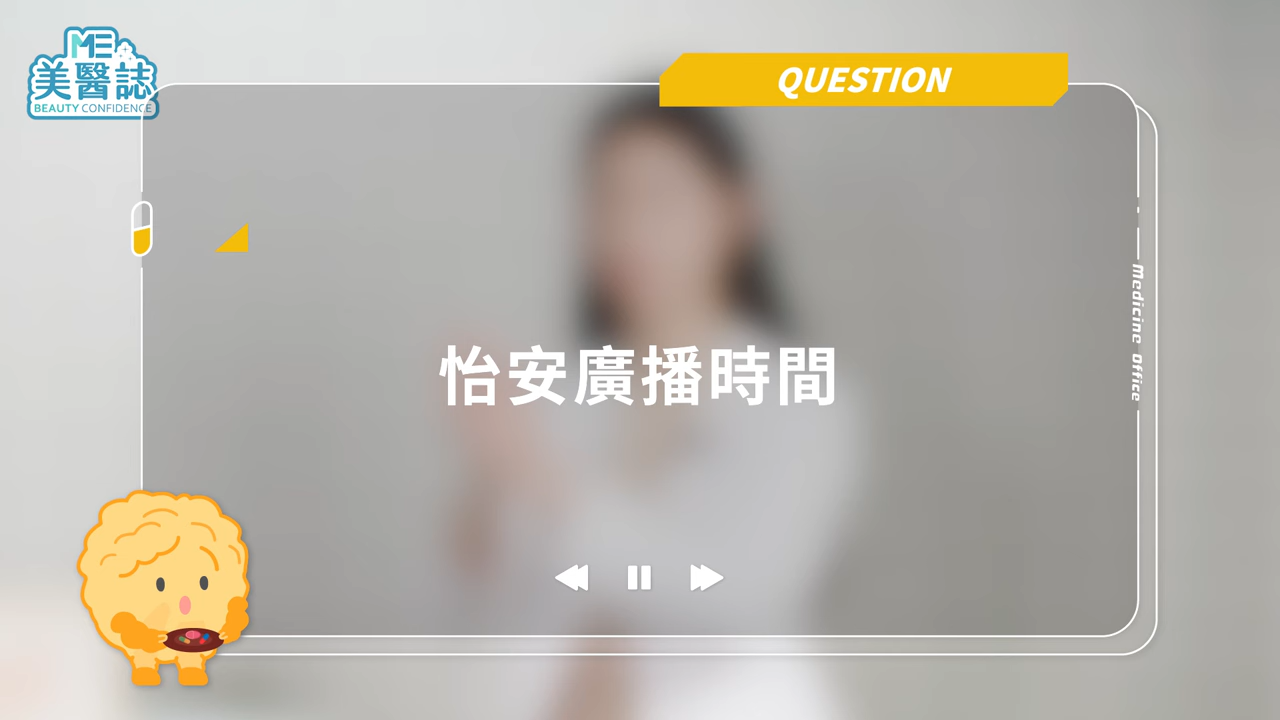 ME
美醫誌
BEAUTY CONFIDENCE
QUESTION
Medicine Office
怡安廣播時間